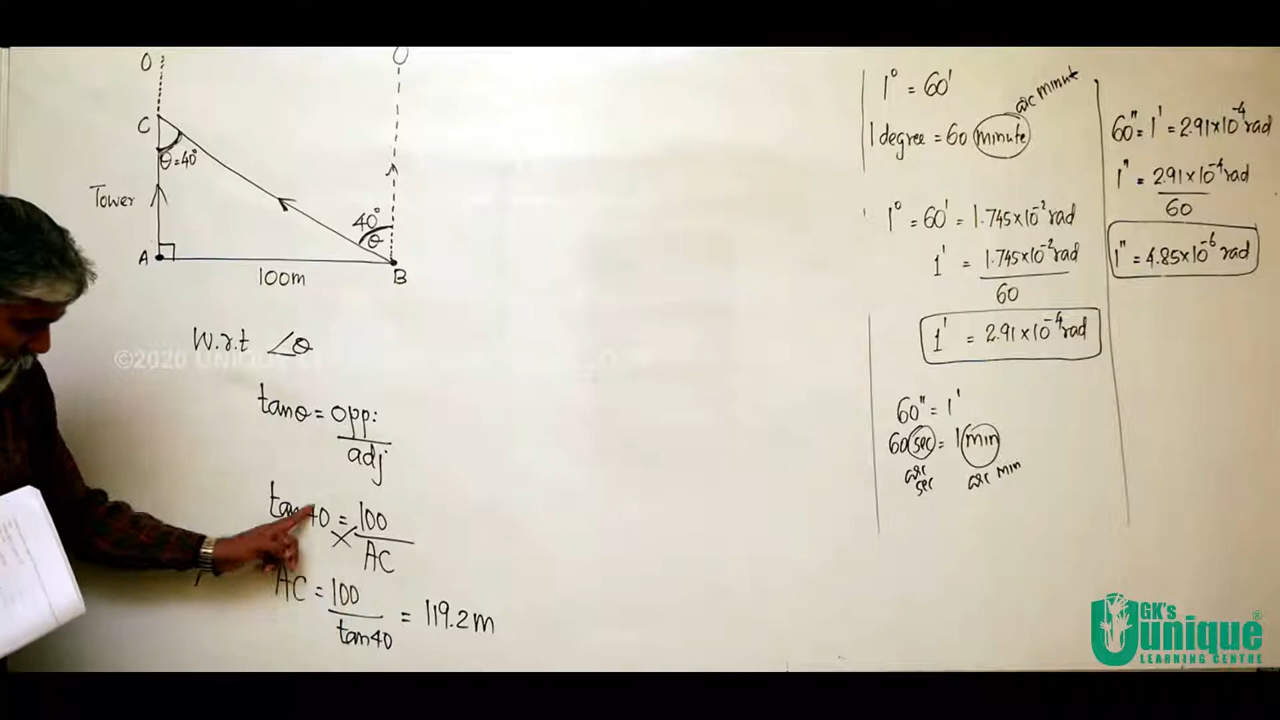 O
C
θ=40°
Tower
A
100m
O
40°
θ
B
W.r.t ∠θ
©2020 UNIQUE
tanθ = opp:
adj
tan40 = 100
AC
AC = 100
tan40
= 119.2m
1° = 60'
arc minute
1 degree = 60 minute
1° = 60' = 1.745×10⁻² rad
1' = 1.745×10⁻² rad
60
1' = 2.91×10⁻⁴ rad
60" = 1'
60 sec = 1 min
arc sec
arc min
60" = 1' = 2.91×10⁻⁴ rad
1" = 2.91×10⁻⁴ rad
60
1" = 4.85×10⁻⁶ rad
GK's
unique
LEARNING CENTRE